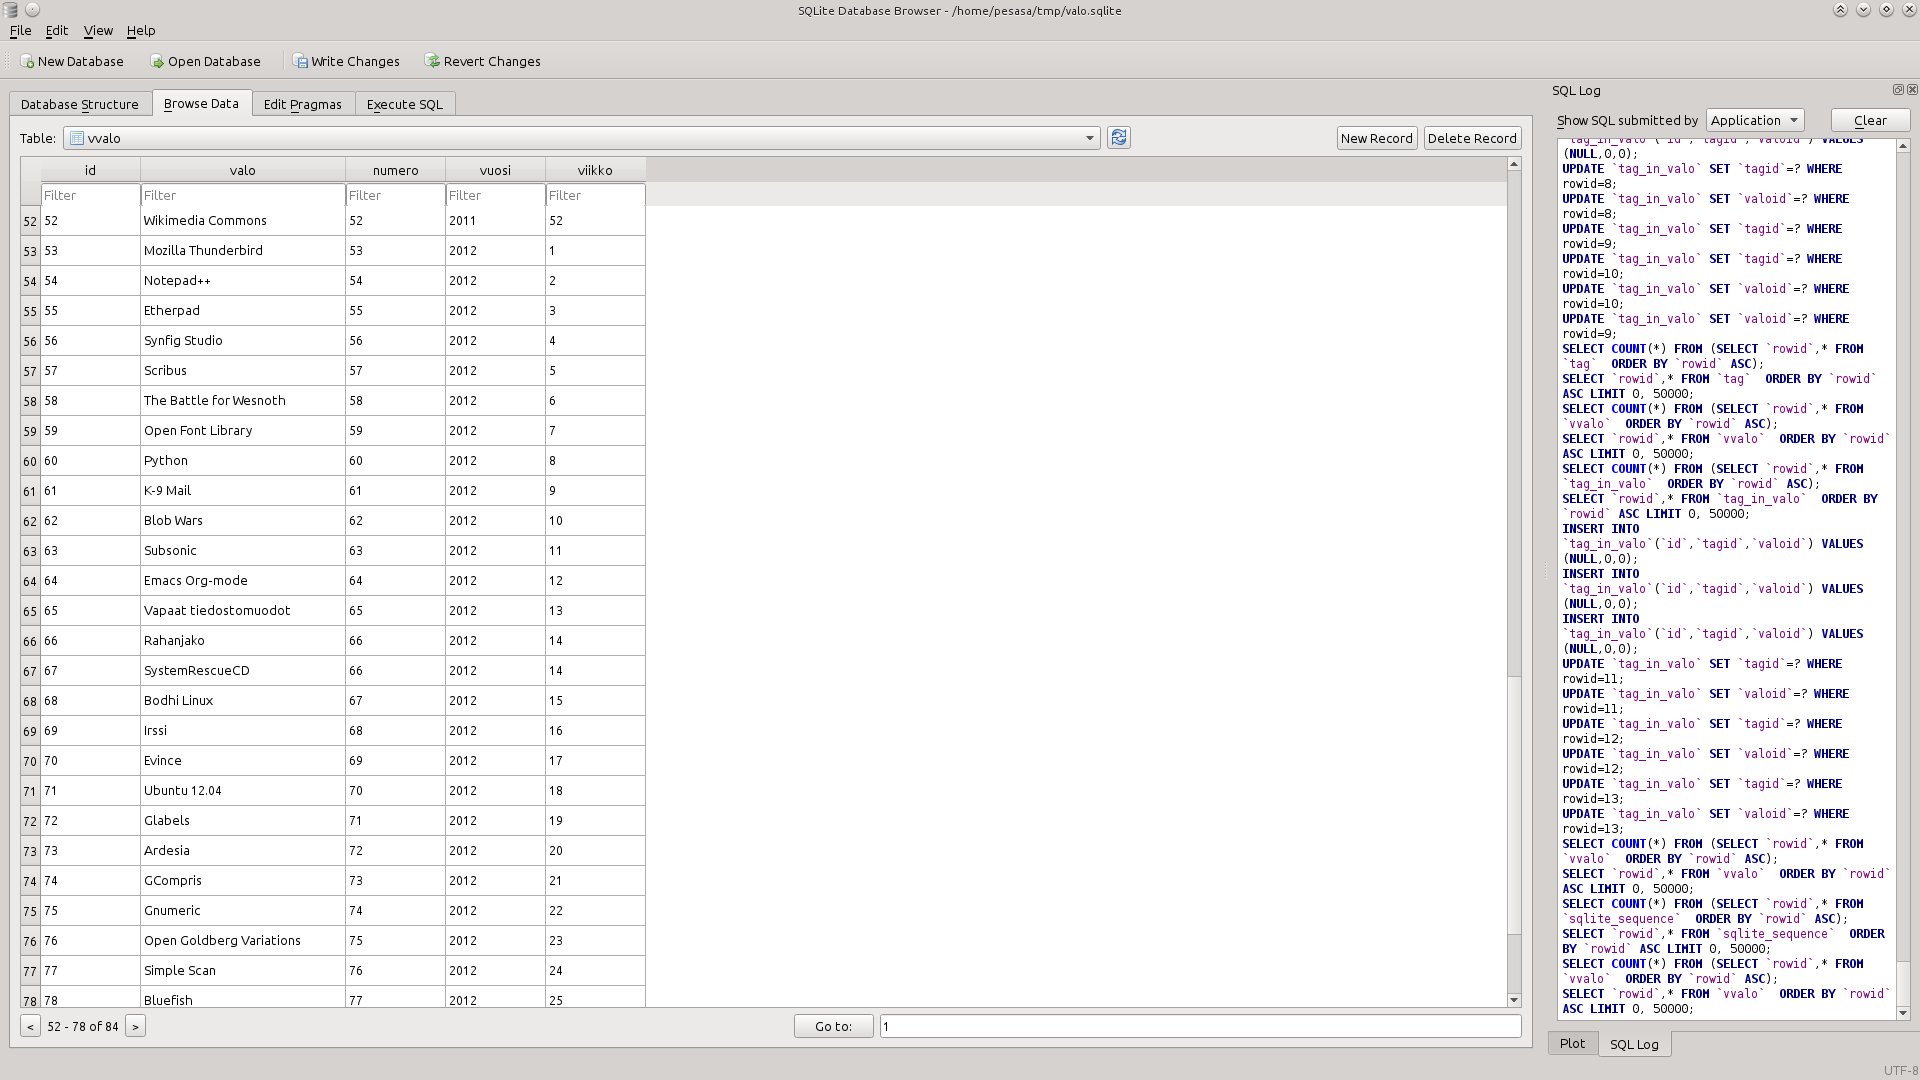 SQLite Database Browser - /home/pesasa/tmp/valo.sqlite
File Edit View Help
New Database Open Database Write Changes Revert Changes
Database Structure Browse Data Edit Pragmas Execute SQL
Table: vvalo New Record Delete Record
id valo numero vuosi viikko
Filter Filter Filter Filter Filter
52 52 Wikimedia Commons 52 2011 52
53 53 Mozilla Thunderbird 53 2012 1
54 54 Notepad++ 54 2012 2
55 55 Etherpad 55 2012 3
56 56 Synfig Studio 56 2012 4
57 57 Scribus 57 2012 5
58 58 The Battle for Wesnoth 58 2012 6
59 59 Open Font Library 59 2012 7
60 60 Python 60 2012 8
61 61 K-9 Mail 61 2012 9
62 62 Blob Wars 62 2012 10
63 63 Subsonic 63 2012 11
64 64 Emacs Org-mode 64 2012 12
65 65 Vapaat tiedostomuodot 65 2012 13
66 66 Rahanjako 66 2012 14
67 67 SystemRescueCD 66 2012 14
68 68 Bodhi Linux 67 2012 15
69 69 Irssi 68 2012 16
70 70 Evince 69 2012 17
71 71 Ubuntu 12.04 70 2012 18
72 72 Glabels 71 2012 19
73 73 Ardesia 72 2012 20
74 74 GCompris 73 2012 21
75 75 Gnumeric 74 2012 22
76 76 Open Goldberg Variations 75 2012 23
77 77 Simple Scan 76 2012 24
78 78 Bluefish 77 2012 25
< 52 - 78 of 84 > Go to: 1
SQL Log
Show SQL submitted by Application Clear
`tag_in_valo`(`id`,`tagid`,`valoid`) VALUES
(NULL,0,0);
UPDATE `tag_in_valo` SET `tagid`=? WHERE
rowid=8;
UPDATE `tag_in_valo` SET `valoid`=? WHERE
rowid=8;
UPDATE `tag_in_valo` SET `tagid`=? WHERE
rowid=9;
UPDATE `tag_in_valo` SET `tagid`=? WHERE
rowid=10;
UPDATE `tag_in_valo` SET `valoid`=? WHERE
rowid=10;
UPDATE `tag_in_valo` SET `valoid`=? WHERE
rowid=9;
SELECT COUNT(*) FROM (SELECT `rowid`,* FROM
`tag` ORDER BY `rowid` ASC);
SELECT `rowid`,* FROM `tag` ORDER BY `rowid`
ASC LIMIT 0, 50000;
SELECT COUNT(*) FROM (SELECT `rowid`,* FROM
`vvalo` ORDER BY `rowid` ASC);
SELECT `rowid`,* FROM `vvalo` ORDER BY `rowid`
ASC LIMIT 0, 50000;
SELECT COUNT(*) FROM (SELECT `rowid`,* FROM
`tag_in_valo` ORDER BY `rowid` ASC);
SELECT `rowid`,* FROM `tag_in_valo` ORDER BY
`rowid` ASC LIMIT 0, 50000;
INSERT INTO
`tag_in_valo`(`id`,`tagid`,`valoid`) VALUES
(NULL,0,0);
INSERT INTO
`tag_in_valo`(`id`,`tagid`,`valoid`) VALUES
(NULL,0,0);
INSERT INTO
`tag_in_valo`(`id`,`tagid`,`valoid`) VALUES
(NULL,0,0);
UPDATE `tag_in_valo` SET `tagid`=? WHERE
rowid=11;
UPDATE `tag_in_valo` SET `valoid`=? WHERE
rowid=11;
UPDATE `tag_in_valo` SET `tagid`=? WHERE
rowid=12;
UPDATE `tag_in_valo` SET `valoid`=? WHERE
rowid=12;
UPDATE `tag_in_valo` SET `tagid`=? WHERE
rowid=13;
UPDATE `tag_in_valo` SET `valoid`=? WHERE
rowid=13;
SELECT COUNT(*) FROM (SELECT `rowid`,* FROM
`vvalo` ORDER BY `rowid` ASC);
SELECT `rowid`,* FROM `vvalo` ORDER BY `rowid`
ASC LIMIT 0, 50000;
SELECT COUNT(*) FROM (SELECT `rowid`,* FROM
`sqlite_sequence` ORDER BY `rowid` ASC);
SELECT `rowid`,* FROM `sqlite_sequence` ORDER
BY `rowid` ASC LIMIT 0, 50000;
SELECT COUNT(*) FROM (SELECT `rowid`,* FROM
`vvalo` ORDER BY `rowid` ASC);
SELECT `rowid`,* FROM `vvalo` ORDER BY `rowid`
ASC LIMIT 0, 50000;
Plot SQL Log
UTF-8